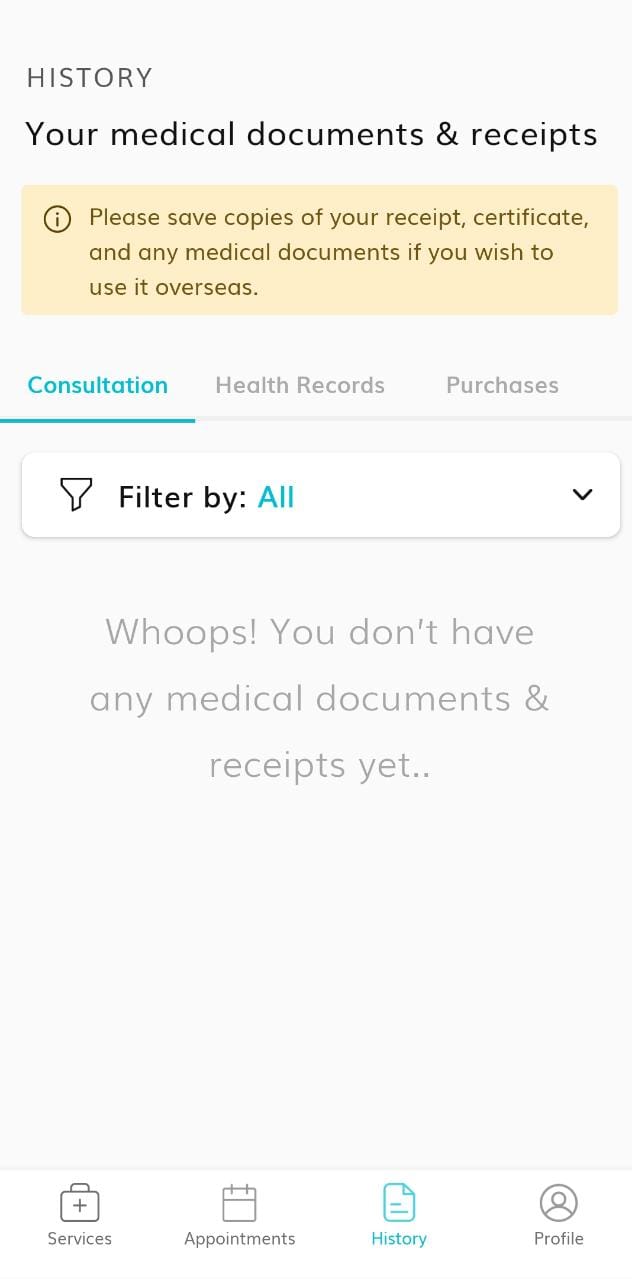 HISTORY
Your medical documents & receipts
Please save copies of your receipt, certificate,
and any medical documents if you wish to
use it overseas.
Consultation Health Records Purchases
Filter by: All
Whoops! You don't have
any medical documents &
receipts yet..
Services Appointments History Profile